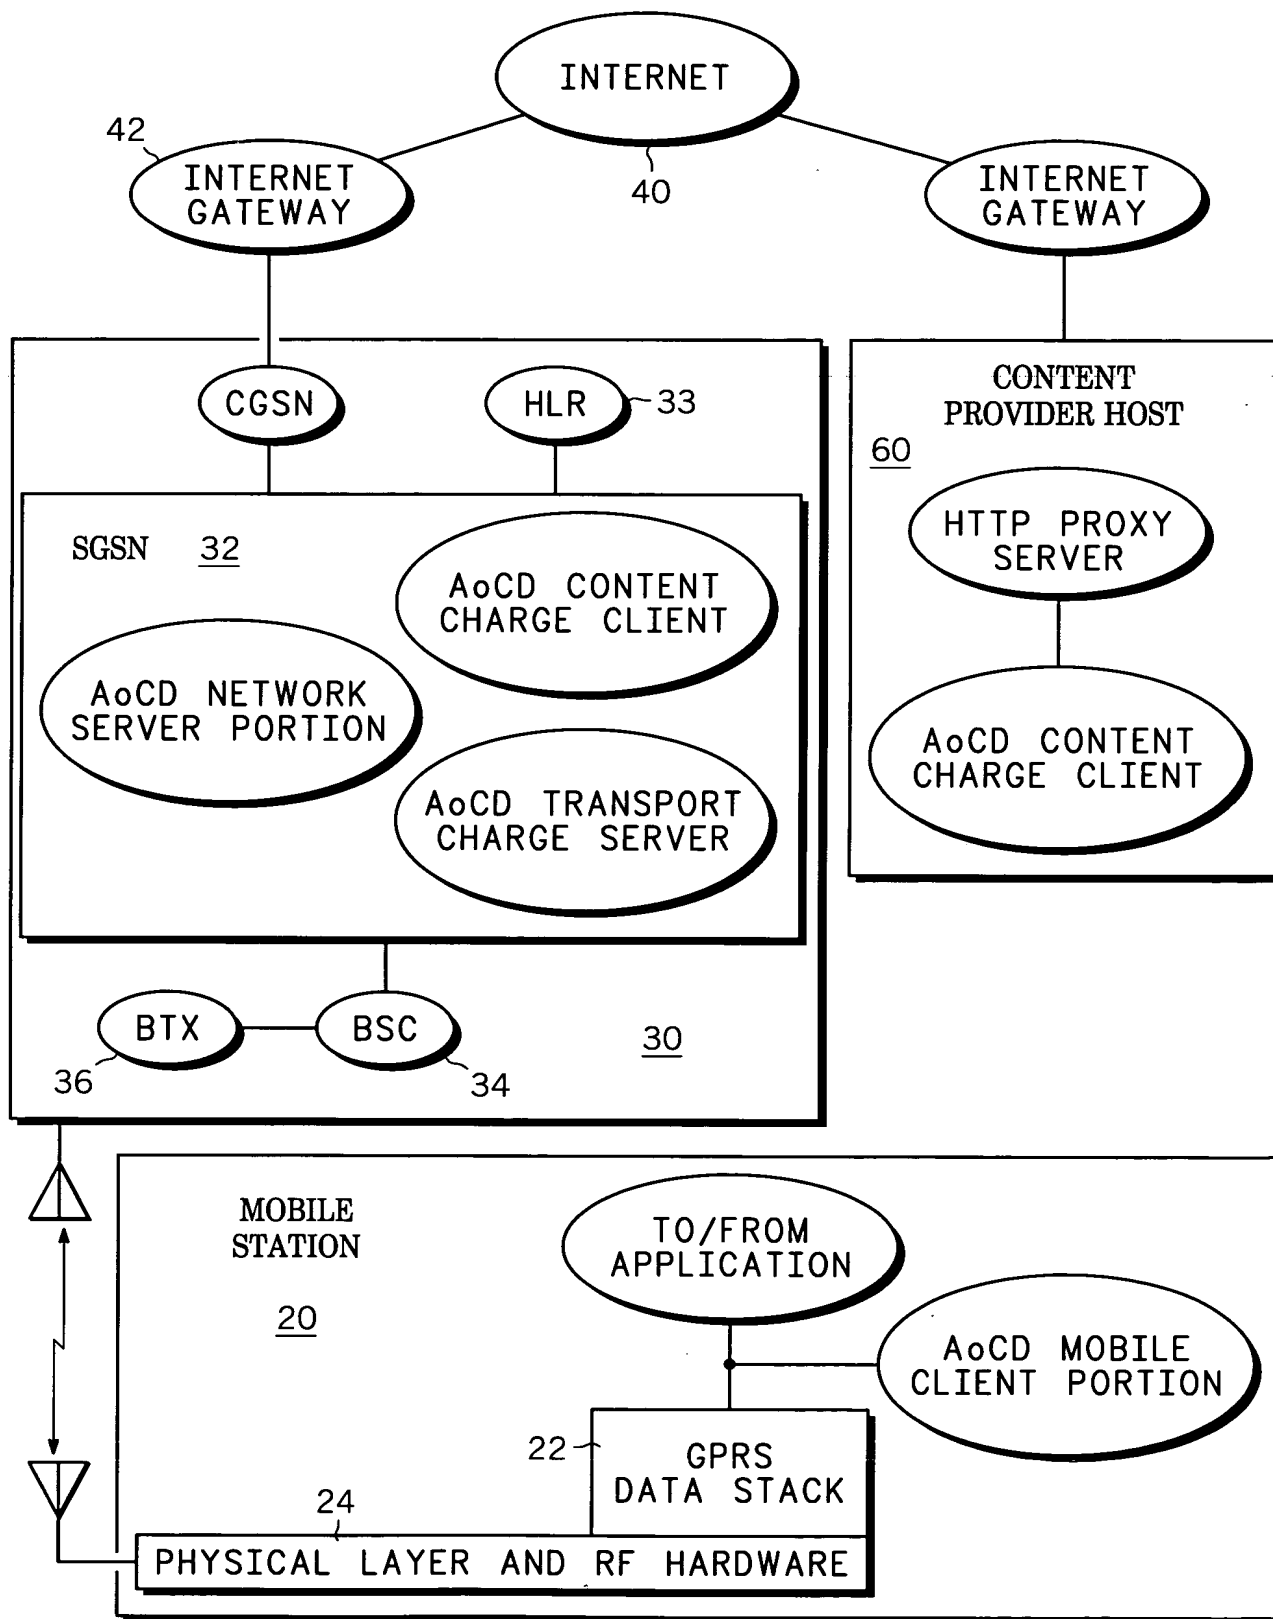 INTERNET
40
42
INTERNET
GATEWAY
INTERNET
GATEWAY
CGSN
HLR
33
CONTENT
PROVIDER HOST
60
HTTP PROXY
SERVER
AoCD CONTENT
CHARGE CLIENT
SGSN 32
AoCD CONTENT
CHARGE CLIENT
AoCD NETWORK
SERVER PORTION
AoCD TRANSPORT
CHARGE SERVER
BTX
36
BSC
34
30
MOBILE
STATION
20
TO/FROM
APPLICATION
AoCD MOBILE
CLIENT PORTION
22
GPRS
DATA STACK
24
PHYSICAL LAYER AND RF HARDWARE